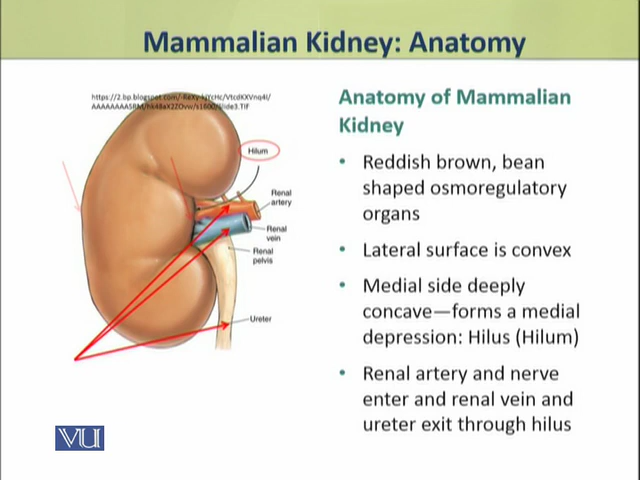 Mammalian Kidney: Anatomy
Anatomy of Mammalian
Kidney
• Reddish brown, bean
shaped osmoregulatory
organs
• Lateral surface is convex
• Medial side deeply
concave—forms a medial
depression: Hilus (Hilum)
• Renal artery and nerve
enter and renal vein and
ureter exit through hilus
Hilum
Renal
artery
Renal
vein
Renal
pelvis
Ureter
VU